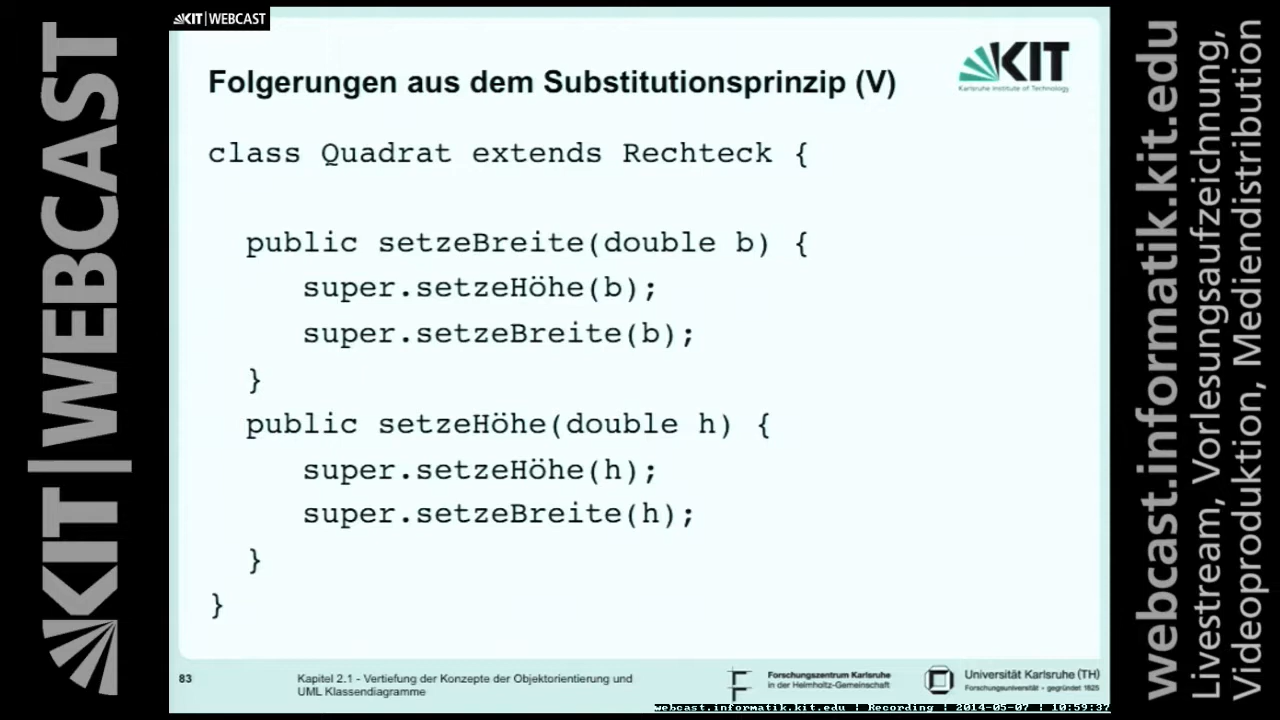 KIT|WEBCAST
KIT|WEBCAST
Folgerungen aus dem Substitutionsprinzip (V)
KIT
Karlsruhe Institute of Technology
class Quadrat extends Rechteck {
public setzeBreite(double b) {
super.setzeHöhe(b);
super.setzeBreite(b);
}
public setzeHöhe(double h) {
super.setzeHöhe(h);
super.setzeBreite(h);
}
}
83
Kapitel 2.1 - Vertiefung der Konzepte der Objektorientierung und
UML Klassendiagramme
Forschungszentrum Karlsruhe
in der Helmholtz-Gemeinschaft
Universität Karlsruhe (TH)
Forschungsuniversität - gegründet 1825
webcast.informatik.kit.edu | Recording | 2014-05-07 | 10:59:37
webcast.informatik.kit.edu
Livestream, Vorlesungsaufzeichnung,
Videoproduktion, Mediendistribution